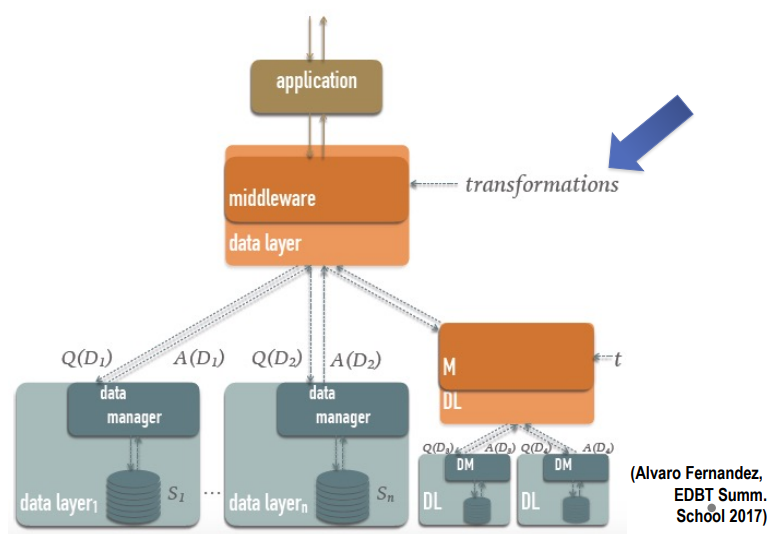 application
middleware
transformations
data layer
Q(D1)
A(D1)
Q(D2)
A(D2)
M
t
DL
data
manager
data
manager
Q(D3)
A(D3)
A(D4)
DM
DM
data layer1
S1
...
data layern
Sn
DL
DL
(Alvaro Fernandez,
EDBT Summ.
School 2017)